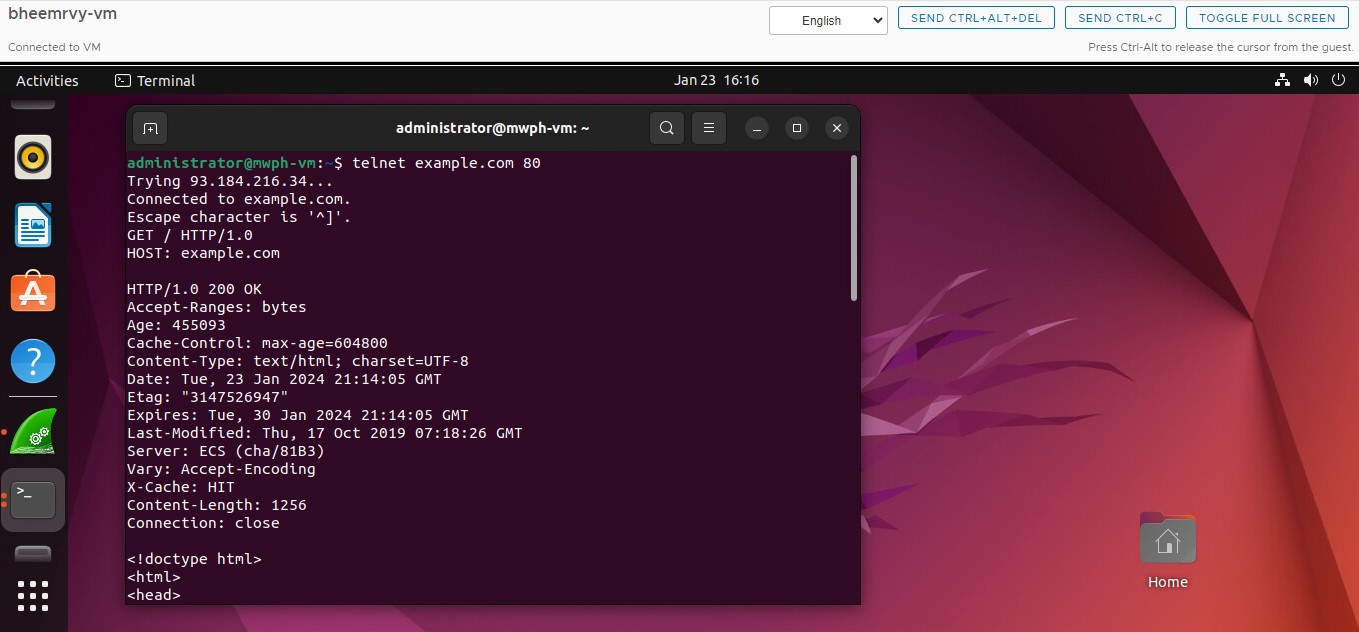 bheemrvy-vm
English
SEND CTRL+ALT+DEL
SEND CTRL+C
TOGGLE FULL SCREEN
Connected to VM
Press Ctrl-Alt to release the cursor from the guest.
Activities
Terminal
Jan 23 16:16
administrator@mwph-vm: ~
administrator@mwph-vm:~$ telnet example.com 80
Trying 93.184.216.34...
Connected to example.com.
Escape character is '^]'.
GET / HTTP/1.0
HOST: example.com
HTTP/1.0 200 OK
Accept-Ranges: bytes
Age: 455093
Cache-Control: max-age=604800
Content-Type: text/html; charset=UTF-8
Date: Tue, 23 Jan 2024 21:14:05 GMT
Etag: "3147526947"
Expires: Tue, 30 Jan 2024 21:14:05 GMT
Last-Modified: Thu, 17 Oct 2019 07:18:26 GMT
Server: ECS (cha/81B3)
Vary: Accept-Encoding
X-Cache: HIT
Content-Length: 1256
Connection: close
<!doctype html>
<html>
<head>
Home